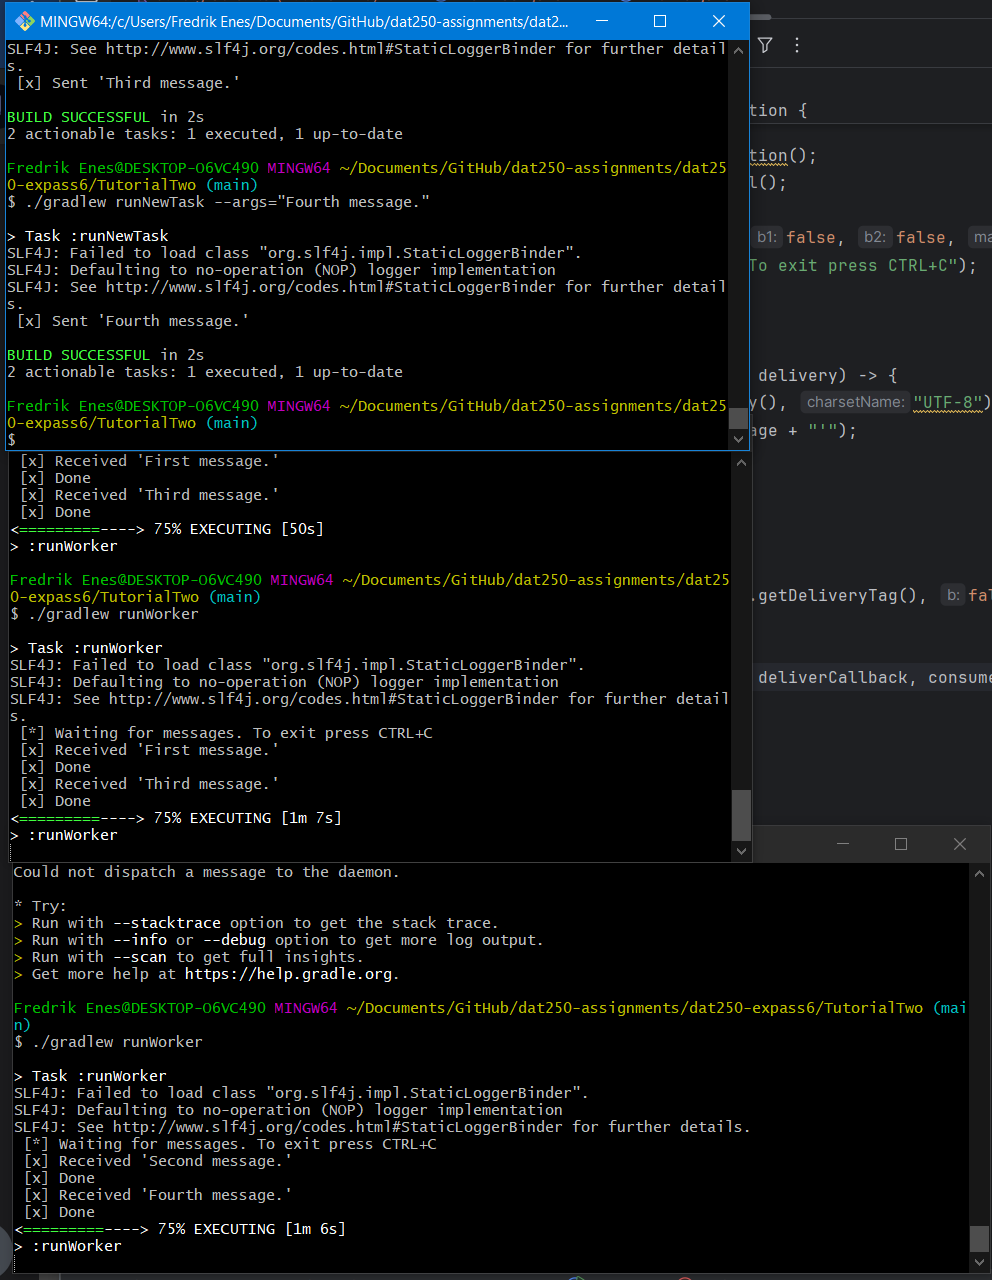 MINGW64:/c/Users/Fredrik Enes/Documents/GitHub/dat250-assignments/dat2...
SLF4J: See http://www.slf4j.org/codes.html#StaticLoggerBinder for further detail
s.
[x] Sent 'Third message.'
BUILD SUCCESSFUL in 2s
2 actionable tasks: 1 executed, 1 up-to-date
Fredrik Enes@DESKTOP-O6VC490 MINGW64 ~/Documents/GitHub/dat250-assignments/dat25
0-expass6/TutorialTwo (main)
$ ./gradlew runNewTask --args="Fourth message."
> Task :runNewTask
SLF4J: Failed to load class "org.slf4j.impl.StaticLoggerBinder".
SLF4J: Defaulting to no-operation (NOP) logger implementation
SLF4J: See http://www.slf4j.org/codes.html#StaticLoggerBinder for further detail
s.
[x] Sent 'Fourth message.'
BUILD SUCCESSFUL in 2s
2 actionable tasks: 1 executed, 1 up-to-date
Fredrik Enes@DESKTOP-O6VC490 MINGW64 ~/Documents/GitHub/dat250-assignments/dat25
0-expass6/TutorialTwo (main)
$
tion {
tion();
l();
b1: false, b2: false, ma
To exit press CTRL+C");
delivery) -> {
y(), charsetName: "UTF-8")
age + "'");
.getDeliveryTag(), b: fal
deliverCallback, consume
[x] Received 'First message.'
[x] Done
[x] Received 'Third message.'
[x] Done
<=========----> 75% EXECUTING [50s]
> :runWorker
Fredrik Enes@DESKTOP-O6VC490 MINGW64 ~/Documents/GitHub/dat250-assignments/dat25
0-expass6/TutorialTwo (main)
$ ./gradlew runWorker
> Task :runWorker
SLF4J: Failed to load class "org.slf4j.impl.StaticLoggerBinder".
SLF4J: Defaulting to no-operation (NOP) logger implementation
SLF4J: See http://www.slf4j.org/codes.html#StaticLoggerBinder for further detail
s.
[*] Waiting for messages. To exit press CTRL+C
[x] Received 'First message.'
[x] Done
[x] Received 'Third message.'
[x] Done
<=========----> 75% EXECUTING [1m 7s]
> :runWorker
Could not dispatch a message to the daemon.
* Try:
> Run with --stacktrace option to get the stack trace.
> Run with --info or --debug option to get more log output.
> Run with --scan to get full insights.
> Get more help at https://help.gradle.org.
Fredrik Enes@DESKTOP-O6VC490 MINGW64 ~/Documents/GitHub/dat250-assignments/dat250-expass6/TutorialTwo (mai
n)
$ ./gradlew runWorker
> Task :runWorker
SLF4J: Failed to load class "org.slf4j.impl.StaticLoggerBinder".
SLF4J: Defaulting to no-operation (NOP) logger implementation
SLF4J: See http://www.slf4j.org/codes.html#StaticLoggerBinder for further details.
[*] Waiting for messages. To exit press CTRL+C
[x] Received 'Second message.'
[x] Done
[x] Received 'Fourth message.'
[x] Done
<=========----> 75% EXECUTING [1m 6s]
> :runWorker